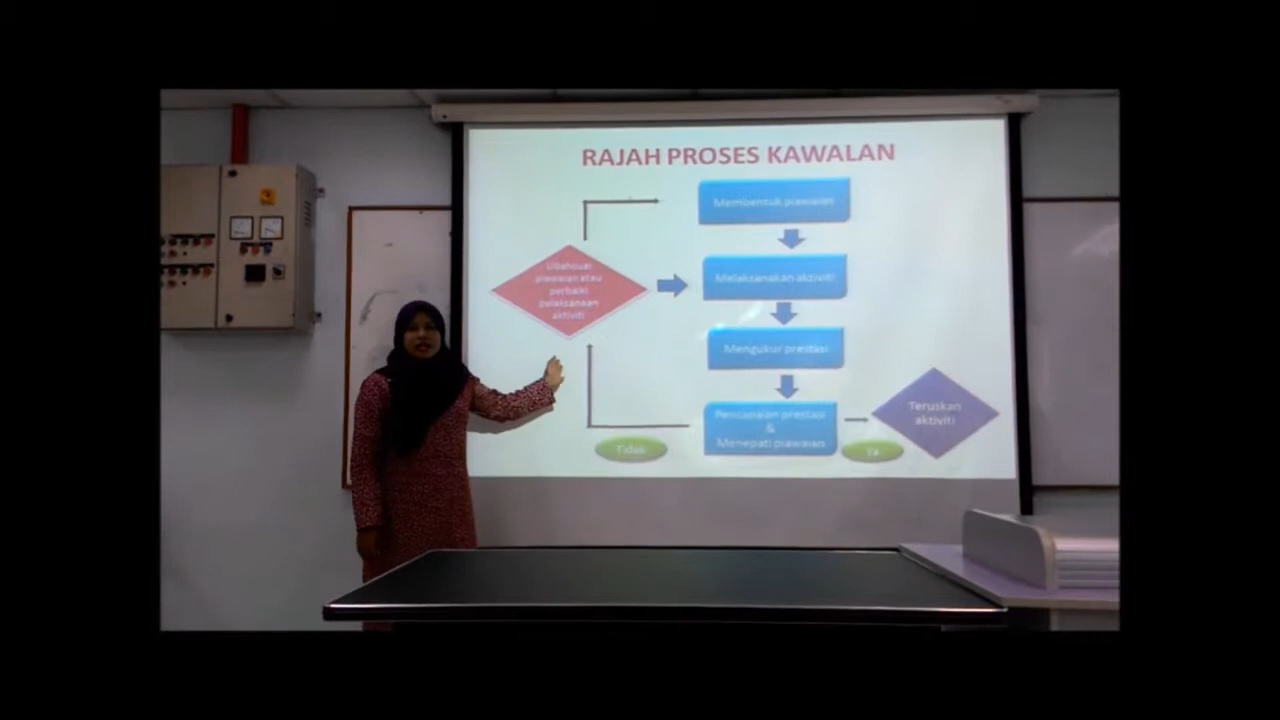 RAJAH PROSES KAWALAN
Membentuk piawaian
Melaksanakan aktiviti
Mengukur prestasi
Pencapaian prestasi
&
Menepati piawaian
Ubahsuai
piawaian atau
perbaiki
pelaksanaan
aktiviti
Teruskan
aktiviti
Tidak
Ya